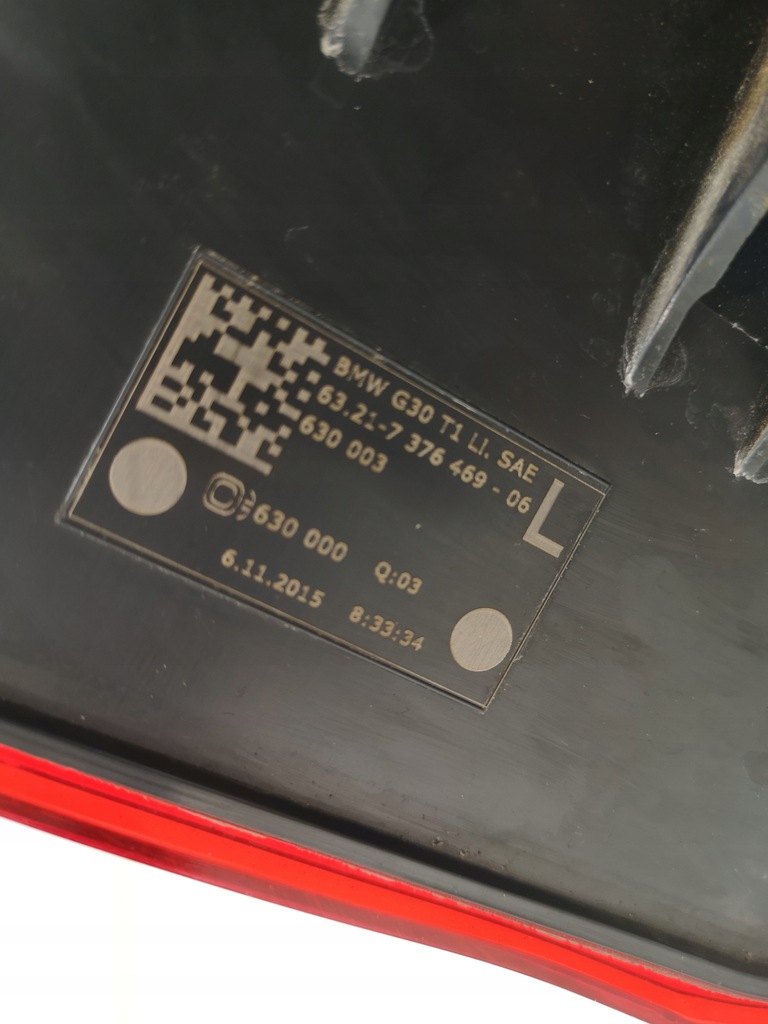 BMW G30 T1 LI. SAE
63.21-7 376 469 - 06
630 003
L
630 000 Q:03
6.11.2015 8:33:34